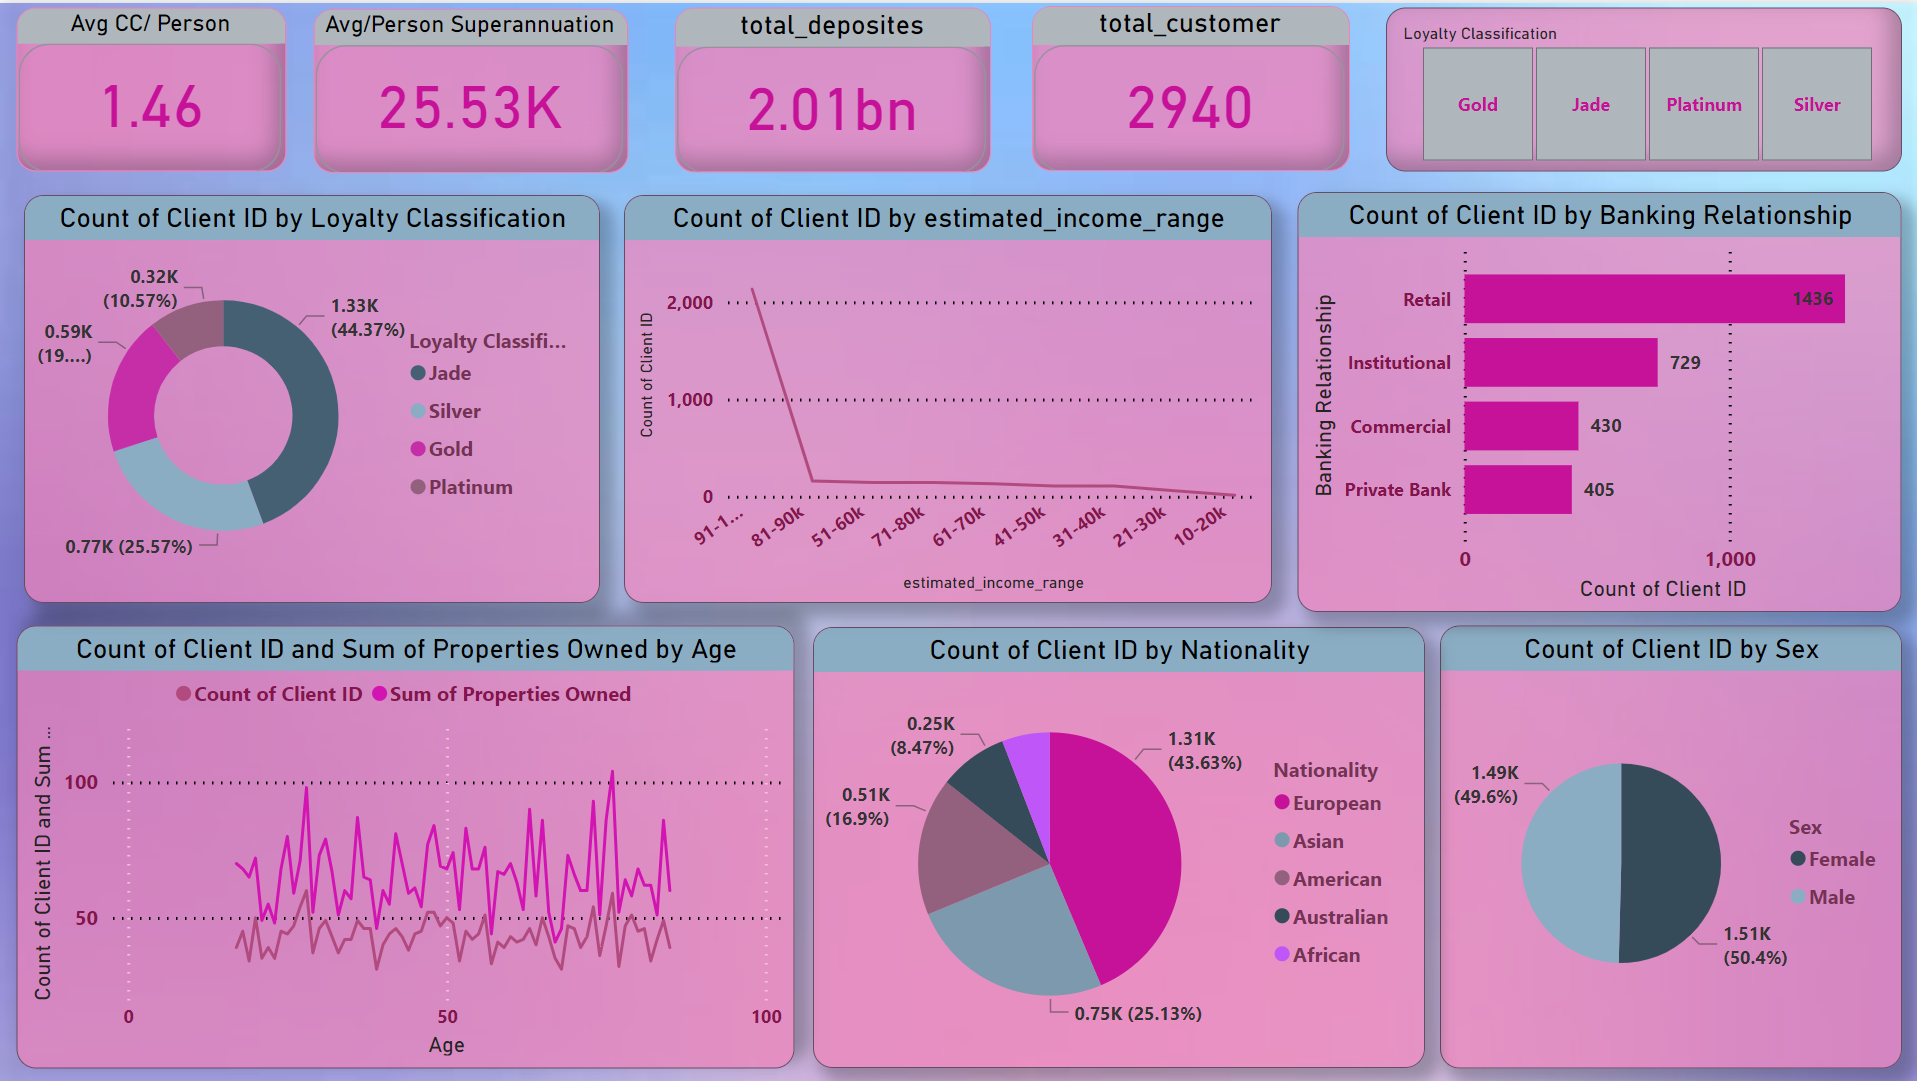 Avg CC/ Person
1.46
Avg/Person Superannuation
25.53K
total_deposites
2.01bn
total_customer
2940
Loyalty Classification
Gold
Jade
Platinum
Silver
Count of Client ID by Loyalty Classification
0.32K
(10.57%)
1.33K
(44.37%)
0.59K
(19....)
0.77K (25.57%)
Loyalty Classifi...
Jade
Silver
Gold
Platinum
Count of Client ID by estimated_income_range
Count of Client ID
2,000
1,000
0
91-1...
81-90k
51-60k
71-80k
61-70k
41-50k
31-40k
21-30k
10-20k
estimated_income_range
Count of Client ID by Banking Relationship
Banking Relationship
Retail
1436
Institutional
729
Commercial
430
Private Bank
405
0
1,000
Count of Client ID
Count of Client ID and Sum of Properties Owned by Age
Count of Client ID
Sum of Properties Owned
Count of Client ID and Sum ...
100
50
0
50
100
Age
Count of Client ID by Nationality
0.25K
(8.47%)
1.31K
(43.63%)
0.51K
(16.9%)
0.75K (25.13%)
Nationality
European
Asian
American
Australian
African
Count of Client ID by Sex
1.49K
(49.6%)
1.51K
(50.4%)
Sex
Female
Male